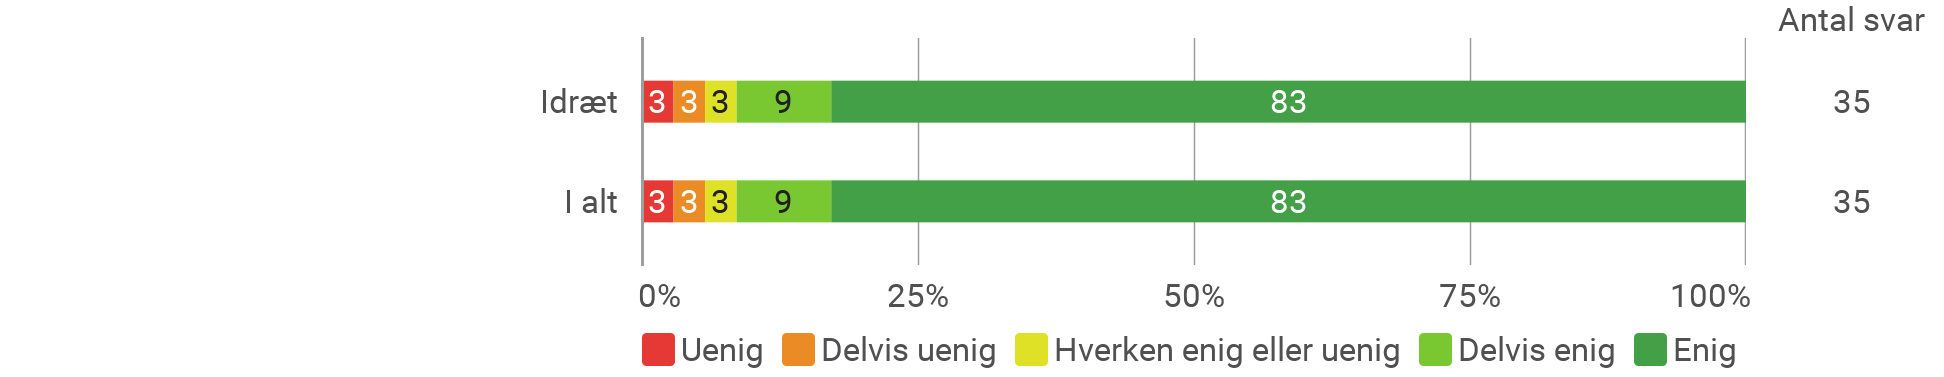 Antal svar
Idræt 3 3 3 9 83 35
I alt 3 3 3 9 83 35
0% 25% 50% 75% 100%
Uenig Delvis uenig Hverken enig eller uenig Delvis enig Enig